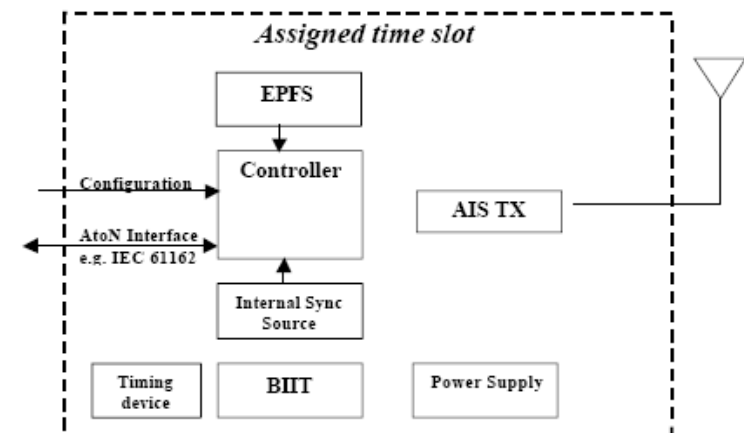 Assigned time slot
EPFS
Controller
Configuration
AIS TX
AtoN Interface
e.g. IEC 61162
Internal Sync
Source
Timing
device
BIIT
Power Supply